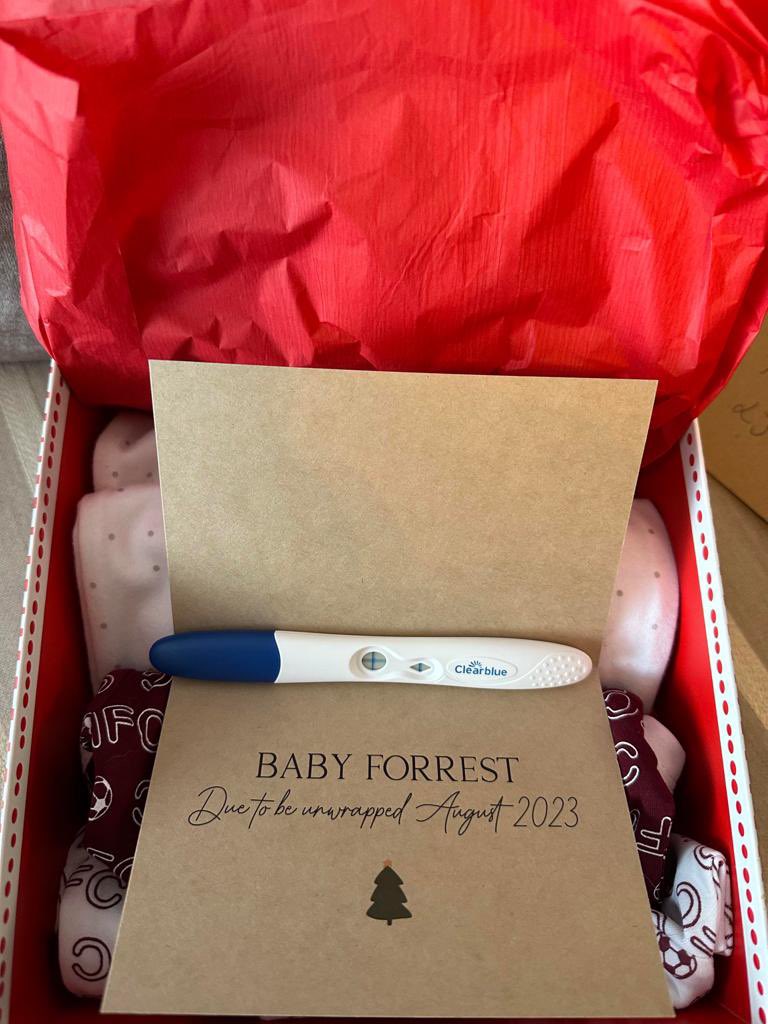 Clearblue
BABY FORREST
Due to be unwrapped August 2023